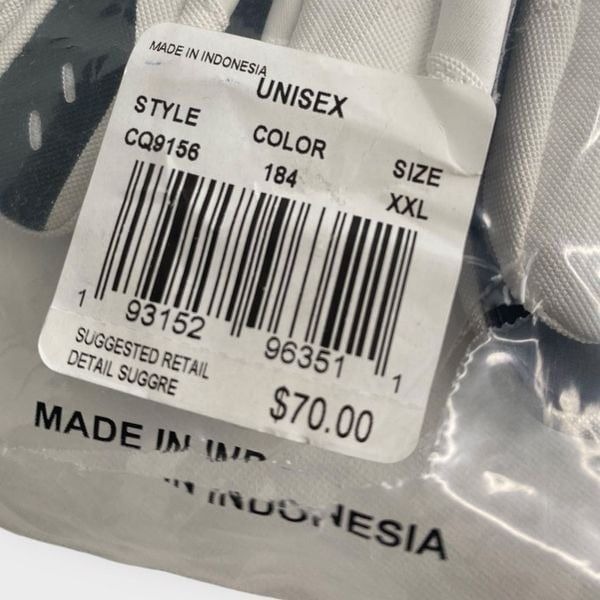 MADE IN INDONESIA
UNISEX
STYLE COLOR SIZE
CQ9156 184 XXL
1 93152 96351 1
SUGGESTED RETAIL
DETAIL SUGGRE
$70.00
MADE IN
IN INDONESIA